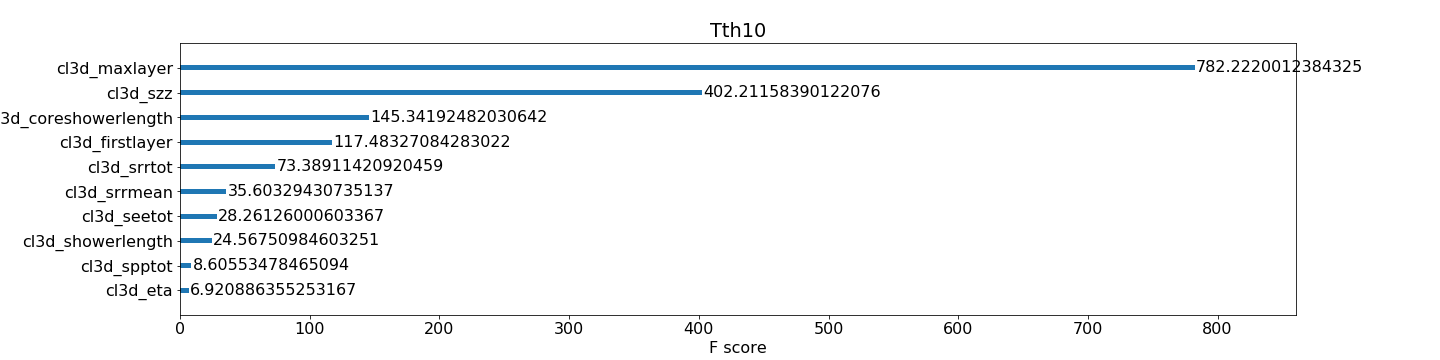 Tth10
cl3d_maxlayer 782.2220012384325
cl3d_szz 402.21158390122076
3d_coreshowerlength 145.34192482030642
cl3d_firstlayer 117.48327084283022
cl3d_srrtot 73.38911420920459
cl3d_srrmean 35.60329430735137
cl3d_seetot 28.26126000603367
cl3d_showerlength 24.56750984603251
cl3d_spptot 8.60553478465094
cl3d_eta 6.920886355253167
0 100 200 300 400 500 600 700 800
F score